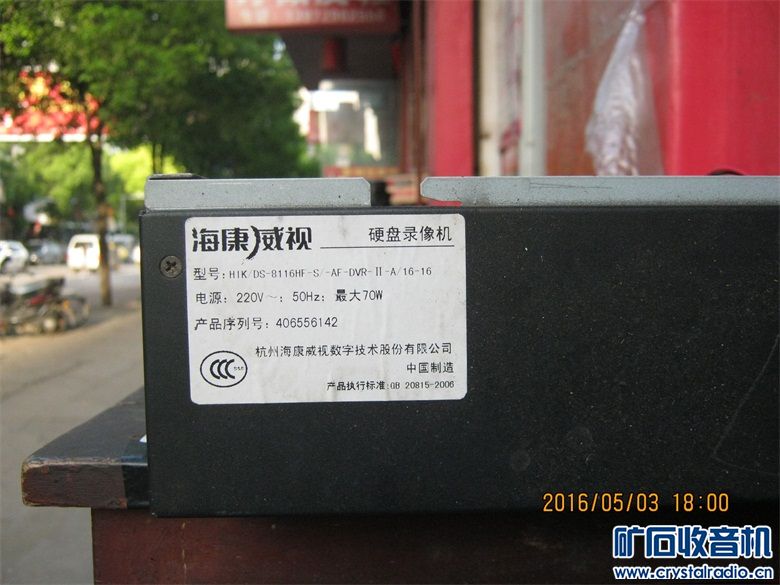 海康威视 硬盘录像机
型号：HIK/DS-8116HF-S/-AF-DVR-II-A/16-16
电源：220V～；50Hz；最大70W
产品序列号：406556142
杭州海康威视数字技术股份有限公司
中国制造
产品执行标准:GB 20815-2006
2016/05/03 18:00
矿石收音机
www.crystalradio.cn